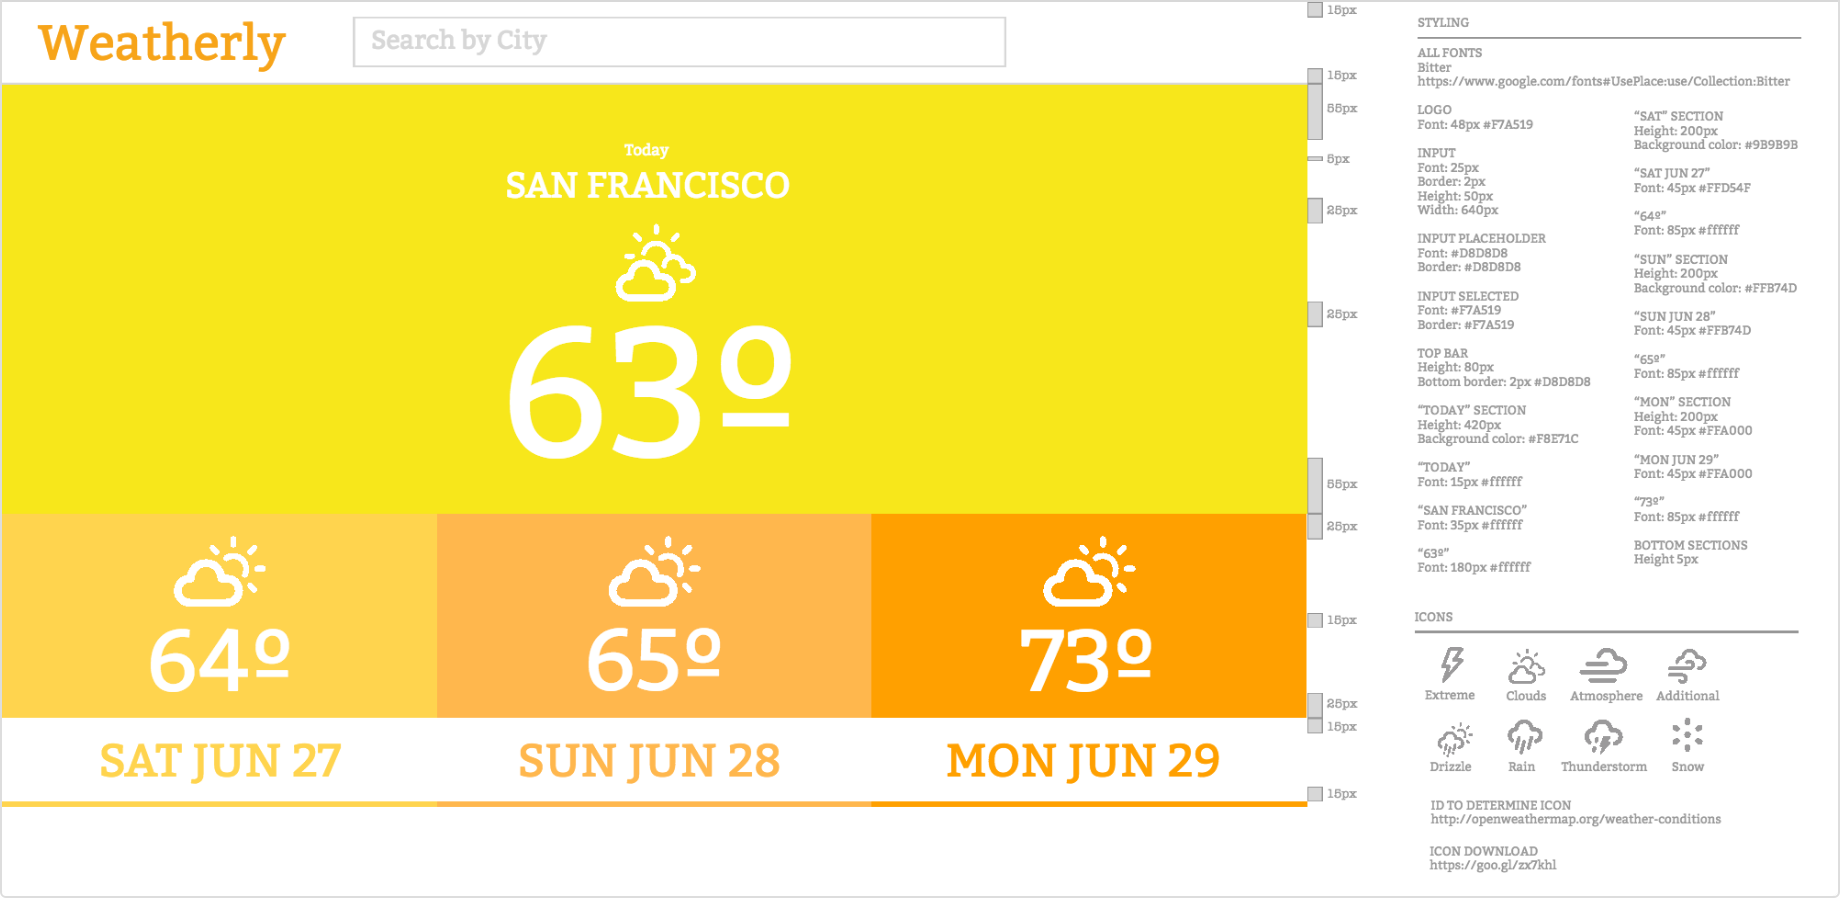 Weatherly
Search by City
Today
SAN FRANCISCO
63º
64º
65º
73º
SAT JUN 27
SUN JUN 28
MON JUN 29
15px
15px
55px
5px
25px
25px
55px
25px
15px
25px
15px
15px
STYLING
ALL FONTS
Bitter
https://www.google.com/fonts#UsePlace:use/Collection:Bitter
LOGO
Font: 48px #F7A519
INPUT
Font: 25px
Border: 2px
Height: 50px
Width: 640px
INPUT PLACEHOLDER
Font: #D8D8D8
Border: #D8D8D8
INPUT SELECTED
Font: #F7A519
Border: #F7A519
TOP BAR
Height: 80px
Bottom border: 2px #D8D8D8
“TODAY” SECTION
Height: 420px
Background color: #F8E71C
“TODAY”
Font: 15px #ffffff
“SAN FRANCISCO”
Font: 35px #ffffff
“63º”
Font: 180px #ffffff
“SAT” SECTION
Height: 200px
Background color: #9B9B9B
“SAT JUN 27”
Font: 45px #FFD54F
“64º”
Font: 85px #ffffff
“SUN” SECTION
Height: 200px
Background color: #FFB74D
“SUN JUN 28”
Font: 45px #FFB74D
“65º”
Font: 85px #ffffff
“MON” SECTION
Height: 200px
Font: 45px #FFA000
“MON JUN 29”
Font: 45px #FFA000
“73º”
Font: 85px #ffffff
BOTTOM SECTIONS
Height 5px
ICONS
Extreme
Clouds
Atmosphere
Additional
Drizzle
Rain
Thunderstorm
Snow
ID TO DETERMINE ICON
http://openweathermap.org/weather-conditions
ICON DOWNLOAD
https://goo.gl/zx7khl